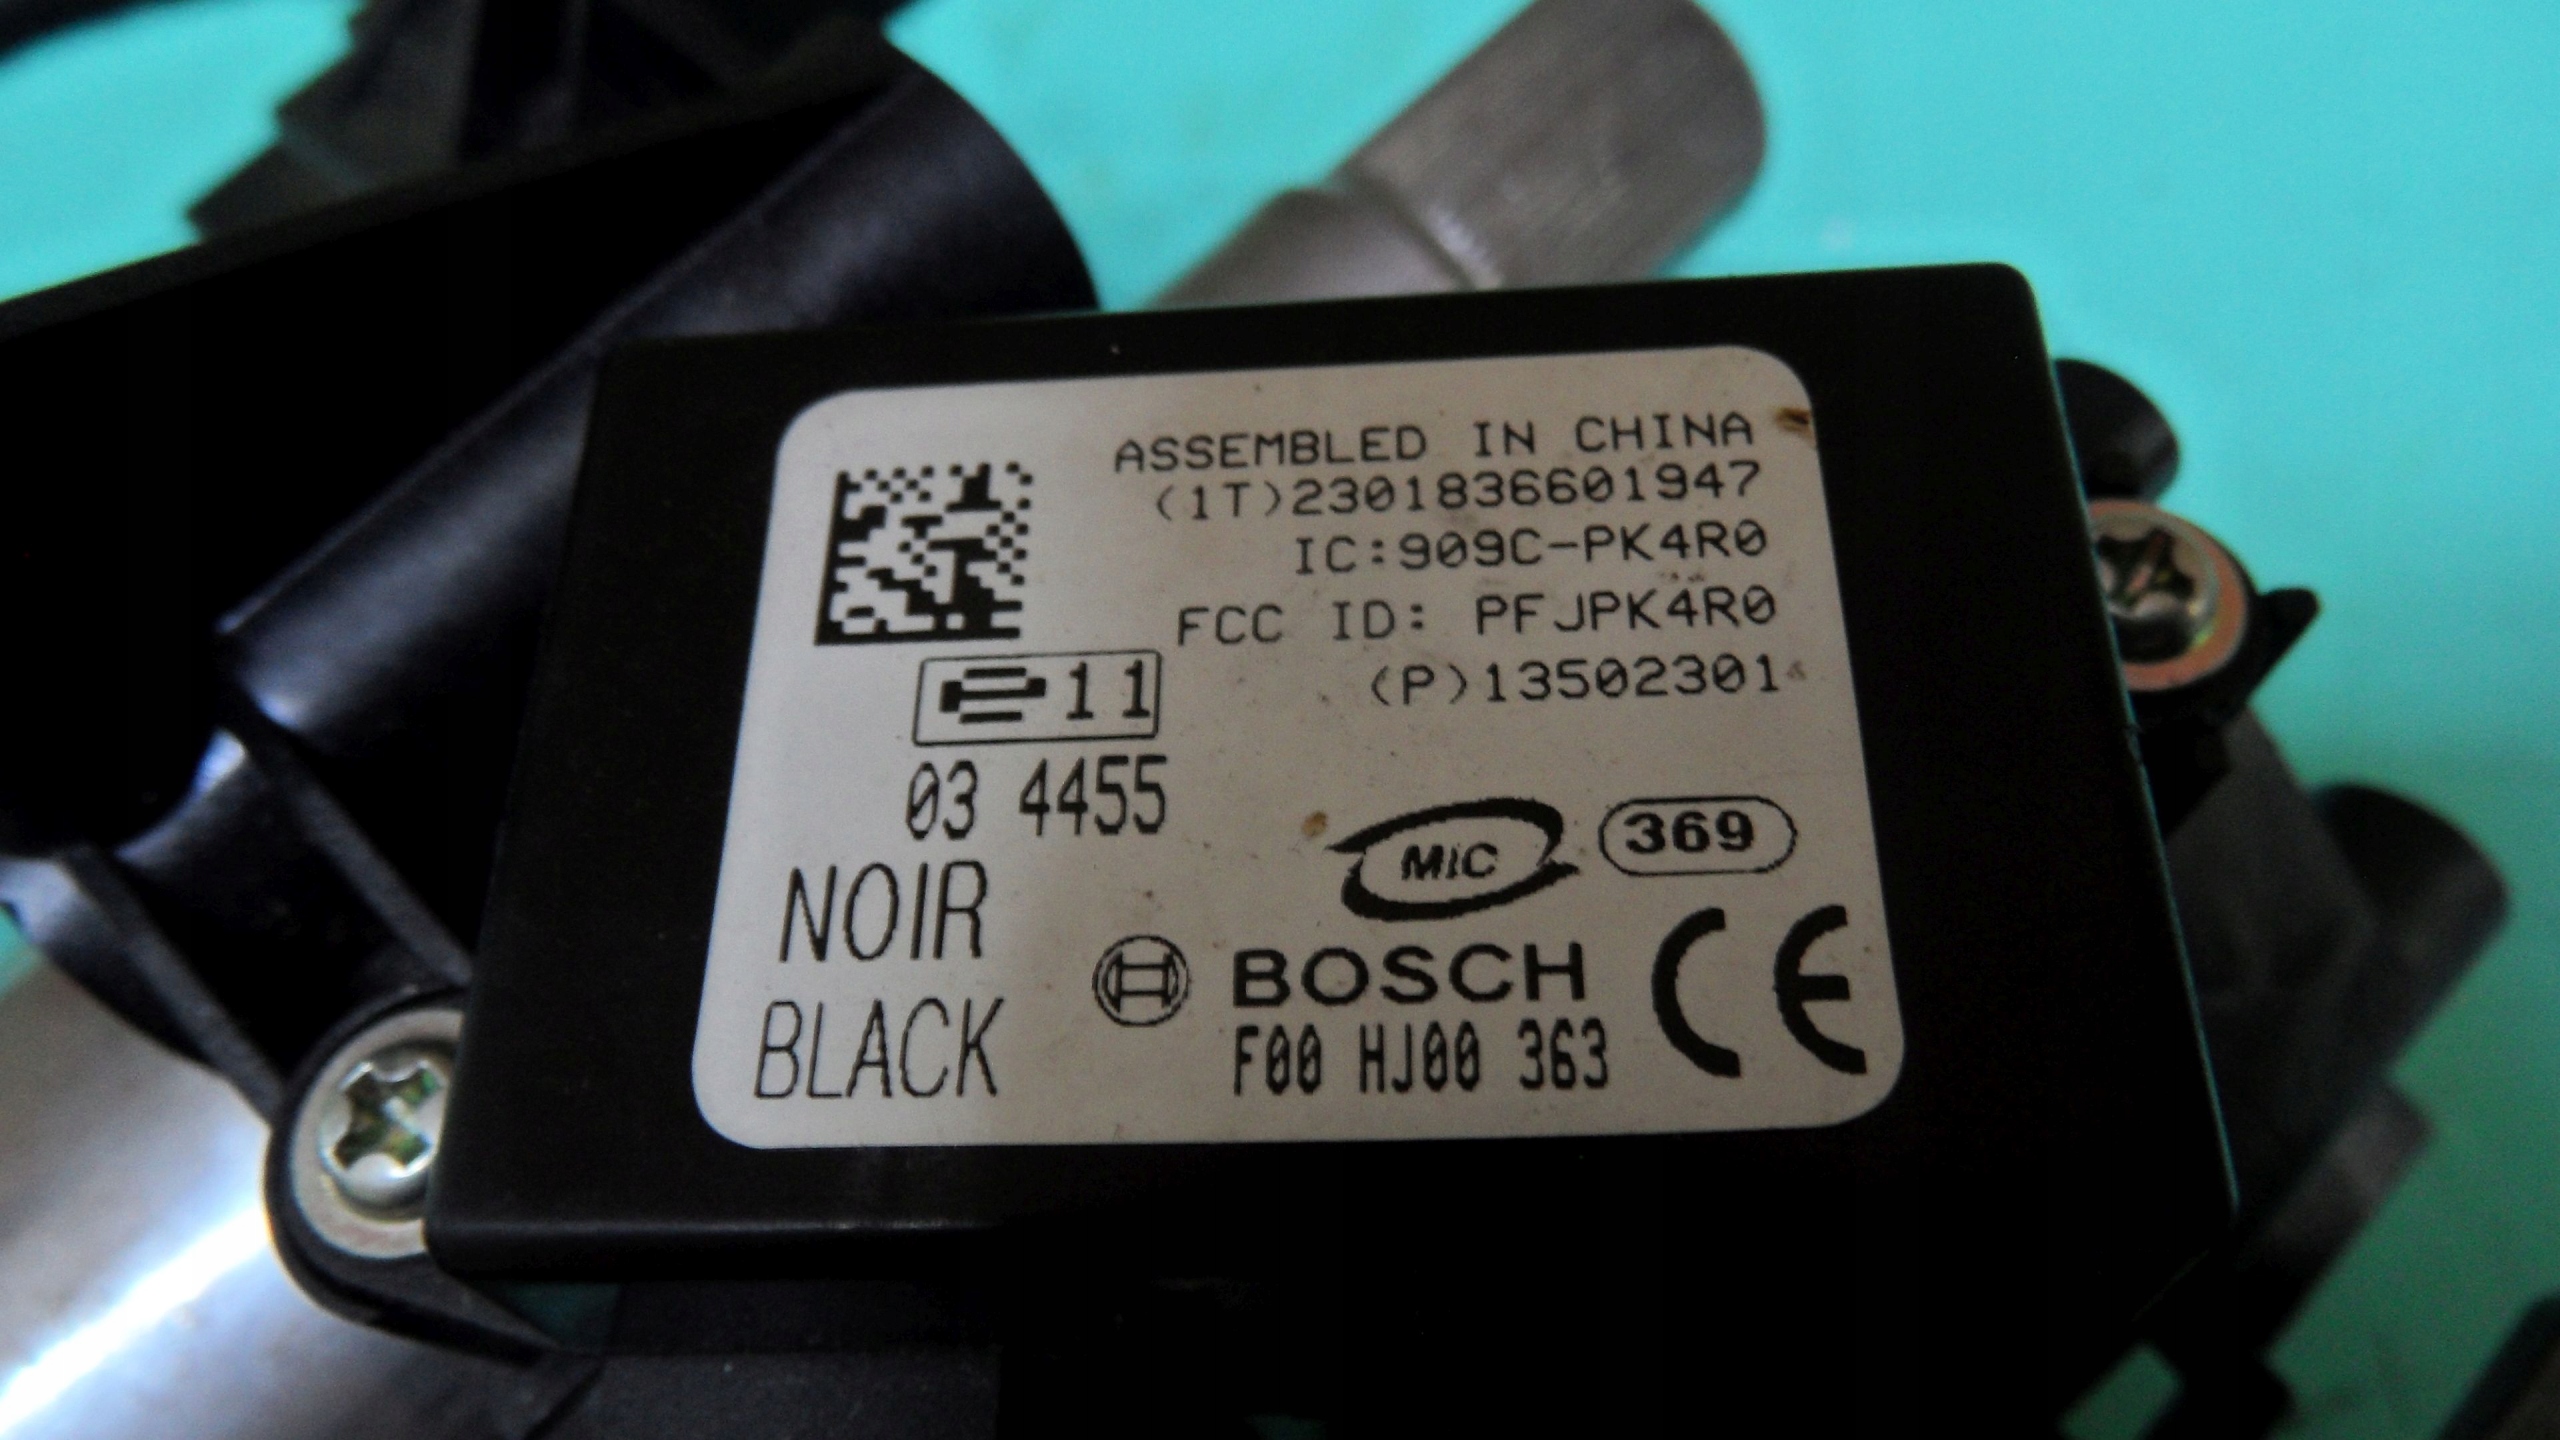 ASSEMBLED IN CHINA
(1T)2301836601947
IC:909C-PK4R0
FCC ID: PFJPK4R0
(P)13502301
e11
03 4455
NOIR
BLACK
MIC
369
BOSCH
F00 HJ00 363
CE